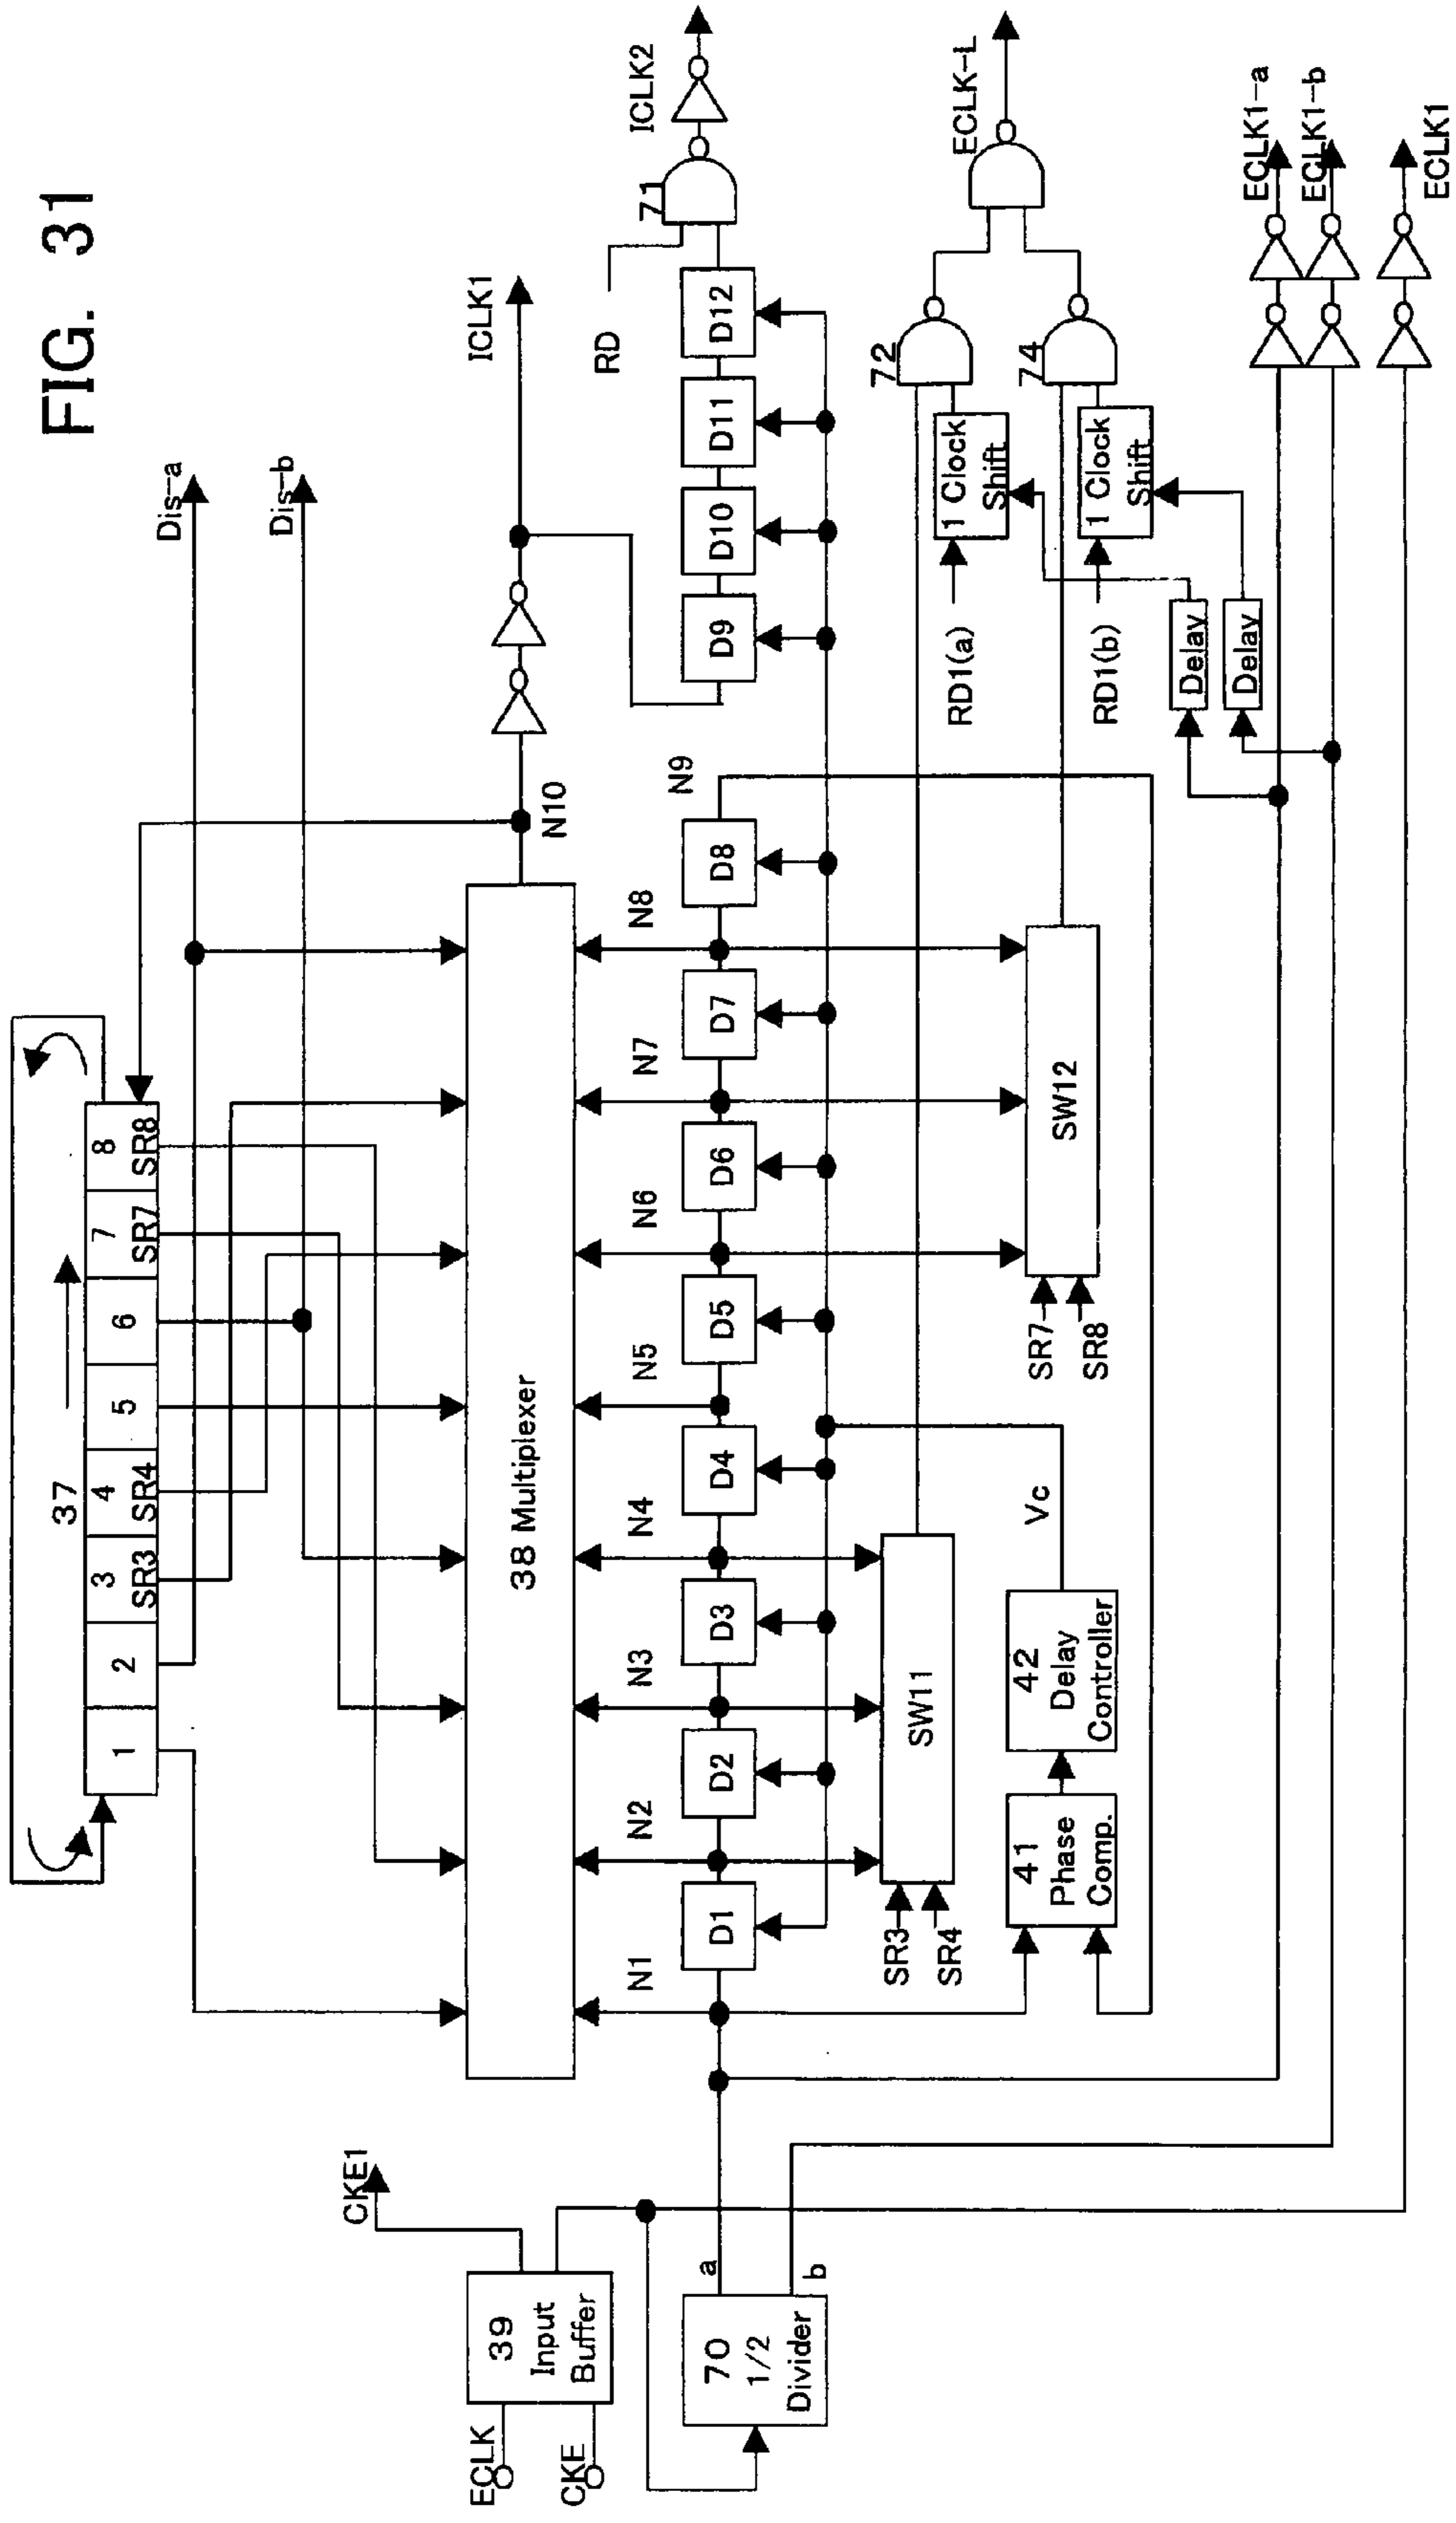 FIG. 31
Dis-a
Dis-b
37
1
2
3
SR3
4
SR4
5
6
7
SR7
8
SR8
ICLK1
N10
38 Multiplexer
CKE1
ECLK
CKE
39
Input
Buffer
70
1/2
Divider
a
b
N1
N2
N3
N4
N5
N6
N7
N8
N9
D1
D2
D3
D4
D5
D6
D7
D8
D9
D10
D11
D12
RD
71
ICLK2
SW11
SR3
SR4
SW12
SR7
SR8
41
Phase
Comp.
42
Delay
Controller
Vc
RD1(a)
1 Clock
Shift
72
RD1(b)
1 Clock
Shift
74
ECLK-L
Delay
Delay
ECLK1-a
ECLK1-b
ECLK1